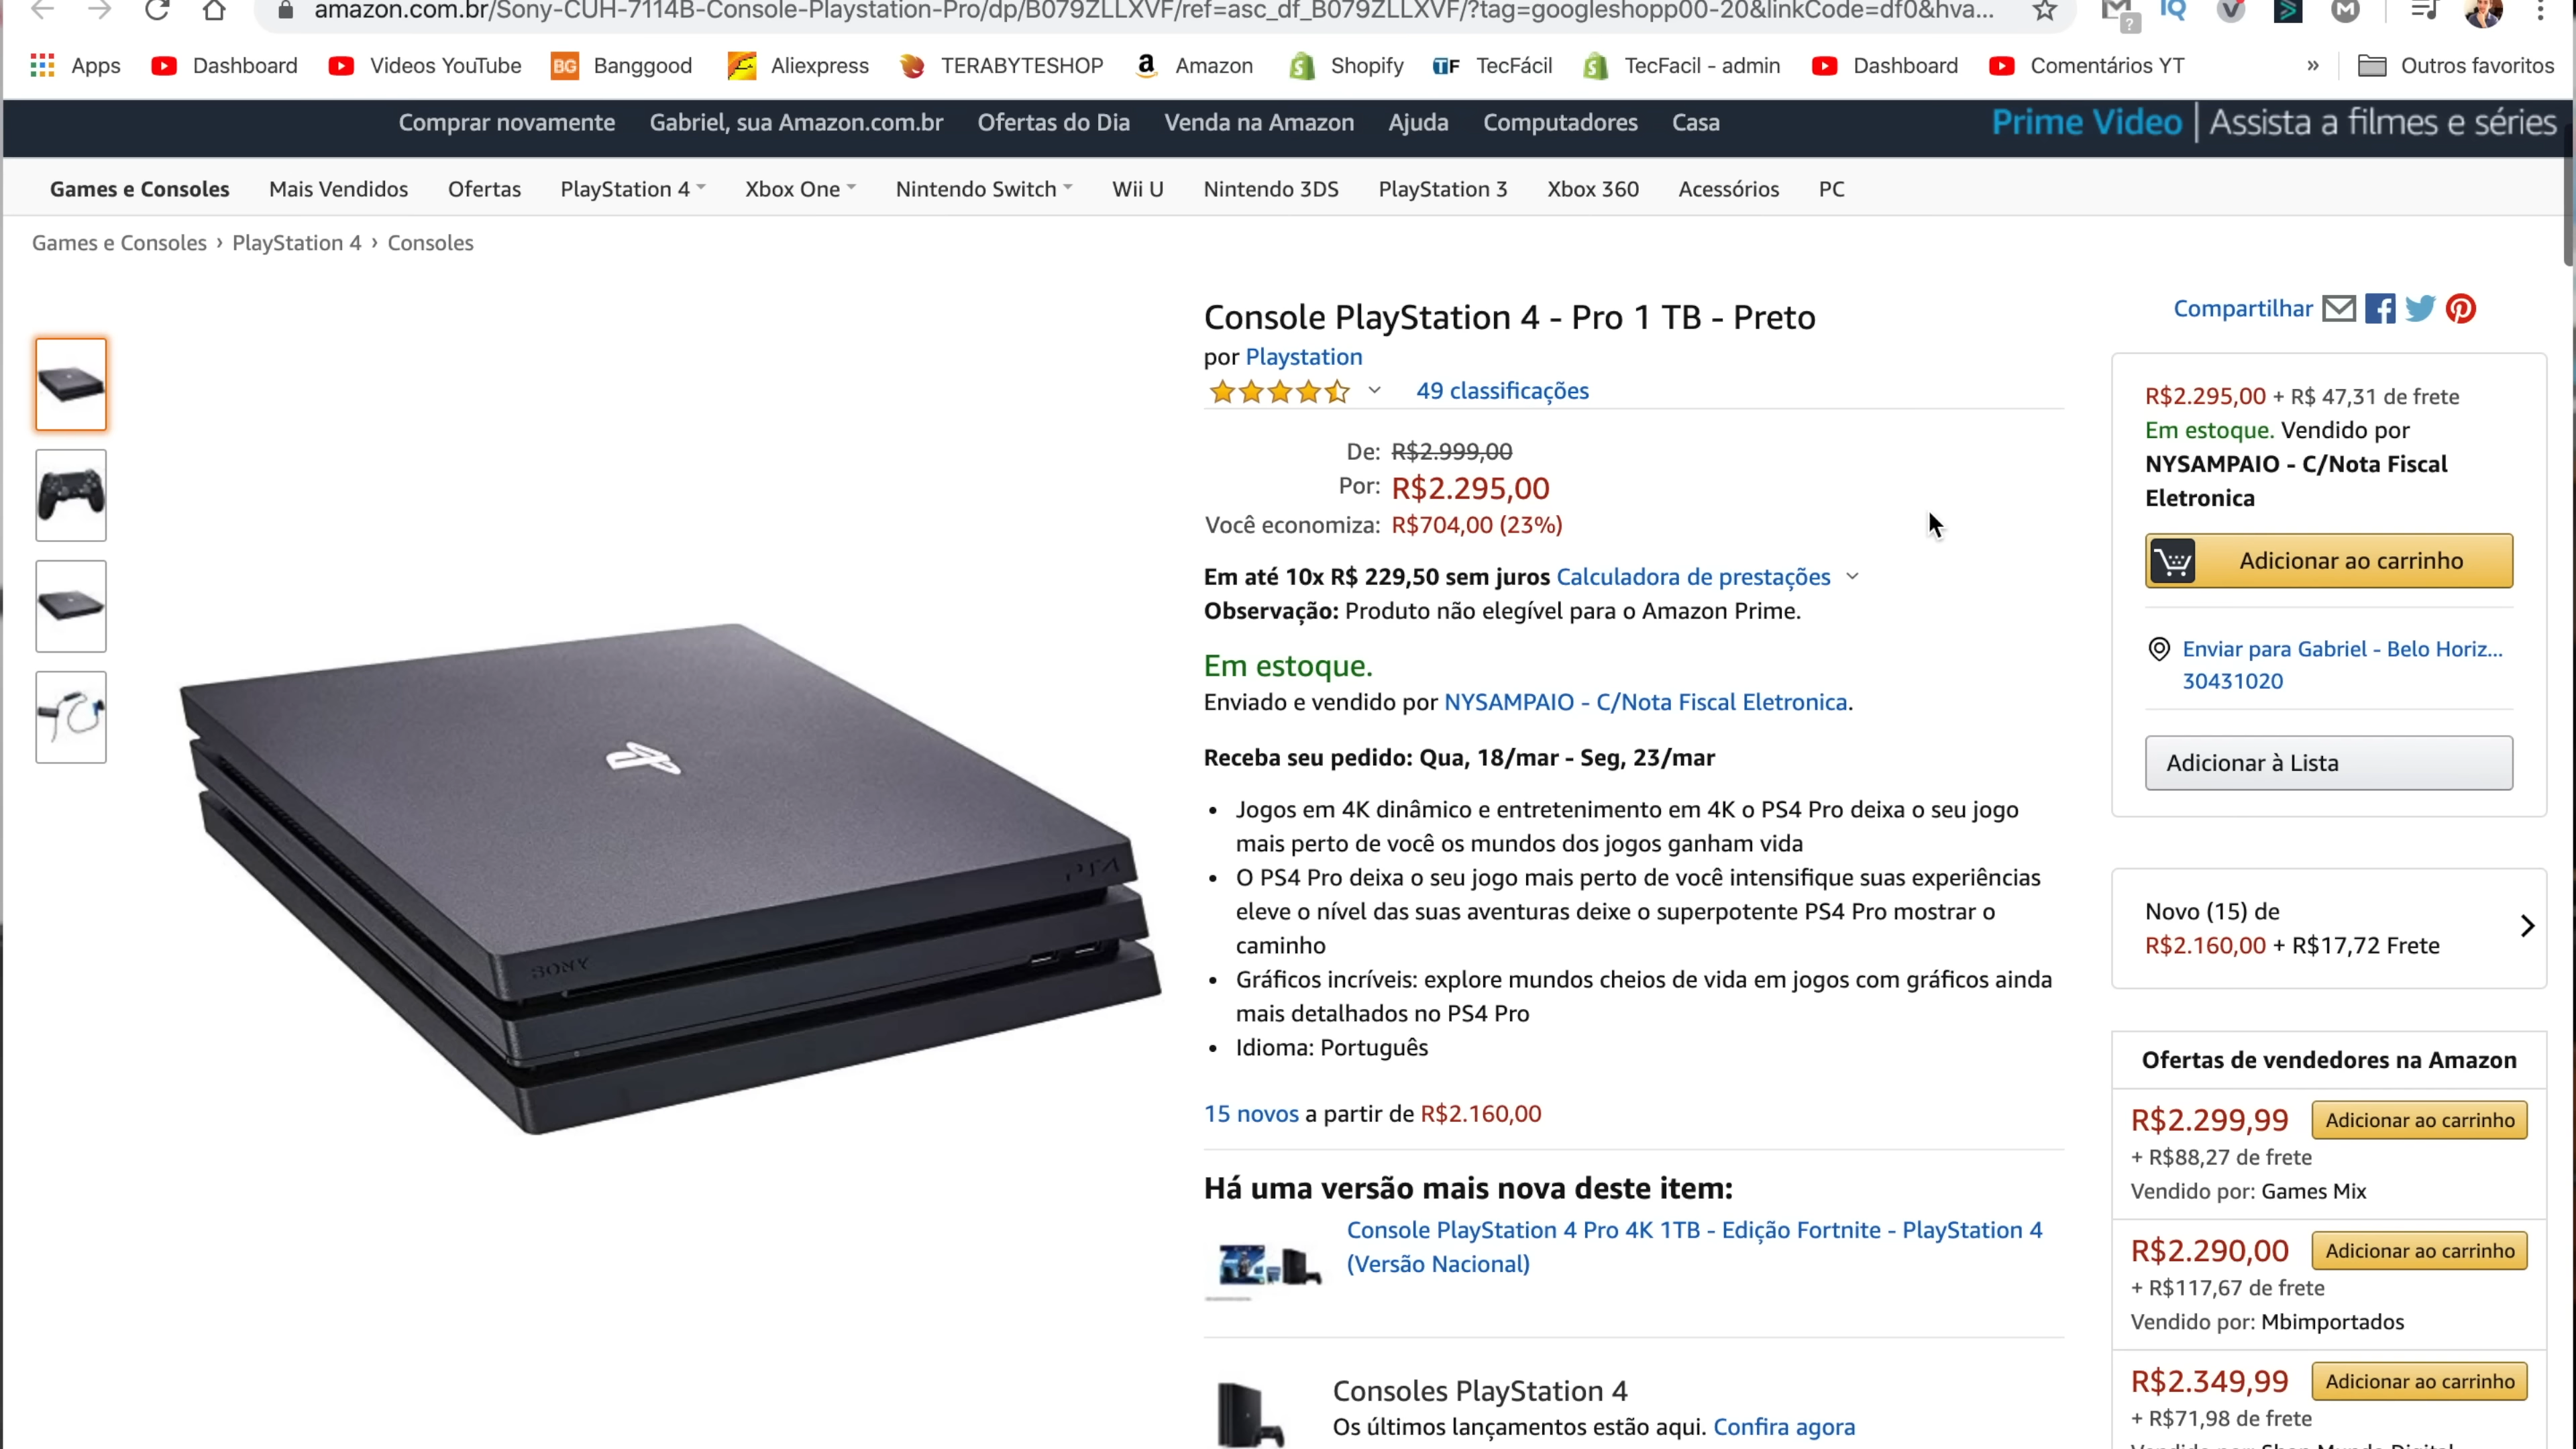 amazon.com.br/Sony-CUH-7114B-Console-Playstation-Pro/dp/B079ZLLXVF/ref=asc_df_B079ZLLXVF/?tag=googleshopp00-20&linkCode=df0&hva...
Apps Dashboard Videos YouTube BG Banggood Aliexpress TERABYTESHOP a Amazon Shopify TF TecFácil TecFacil - admin Dashboard Comentários YT » Outros favoritos
Comprar novamente Gabriel, sua Amazon.com.br Ofertas do Dia Venda na Amazon Ajuda Computadores Casa Prime Video | Assista a filmes e séries
Games e Consoles Mais Vendidos Ofertas PlayStation 4 Xbox One Nintendo Switch Wii U Nintendo 3DS PlayStation 3 Xbox 360 Acessórios PC
Games e Consoles › PlayStation 4 › Consoles
SONY
PS4
Console PlayStation 4 - Pro 1 TB - Preto
por Playstation
49 classificações
De: R$2.999,00
Por: R$2.295,00
Você economiza: R$704,00 (23%)
Em até 10x R$ 229,50 sem juros Calculadora de prestações
Observação: Produto não elegível para o Amazon Prime.
Em estoque.
Enviado e vendido por NYSAMPAIO - C/Nota Fiscal Eletronica.
Receba seu pedido: Qua, 18/mar - Seg, 23/mar
• Jogos em 4K dinâmico e entretenimento em 4K o PS4 Pro deixa o seu jogo
mais perto de você os mundos dos jogos ganham vida
• O PS4 Pro deixa o seu jogo mais perto de você intensifique suas experiências
eleve o nível das suas aventuras deixe o superpotente PS4 Pro mostrar o
caminho
• Gráficos incríveis: explore mundos cheios de vida em jogos com gráficos ainda
mais detalhados no PS4 Pro
• Idioma: Português
15 novos a partir de R$2.160,00
Há uma versão mais nova deste item:
Console PlayStation 4 Pro 4K 1TB - Edição Fortnite - PlayStation 4
(Versão Nacional)
Consoles PlayStation 4
Os últimos lançamentos estão aqui. Confira agora
Compartilhar
R$2.295,00 + R$ 47,31 de frete
Em estoque. Vendido por
NYSAMPAIO - C/Nota Fiscal
Eletronica
Adicionar ao carrinho
Enviar para Gabriel - Belo Horiz...
30431020
Adicionar à Lista
Novo (15) de
R$2.160,00 + R$17,72 Frete
Ofertas de vendedores na Amazon
R$2.299,99 Adicionar ao carrinho
+ R$88,27 de frete
Vendido por: Games Mix
R$2.290,00 Adicionar ao carrinho
+ R$117,67 de frete
Vendido por: Mbimportados
R$2.349,99 Adicionar ao carrinho
+ R$71,98 de frete